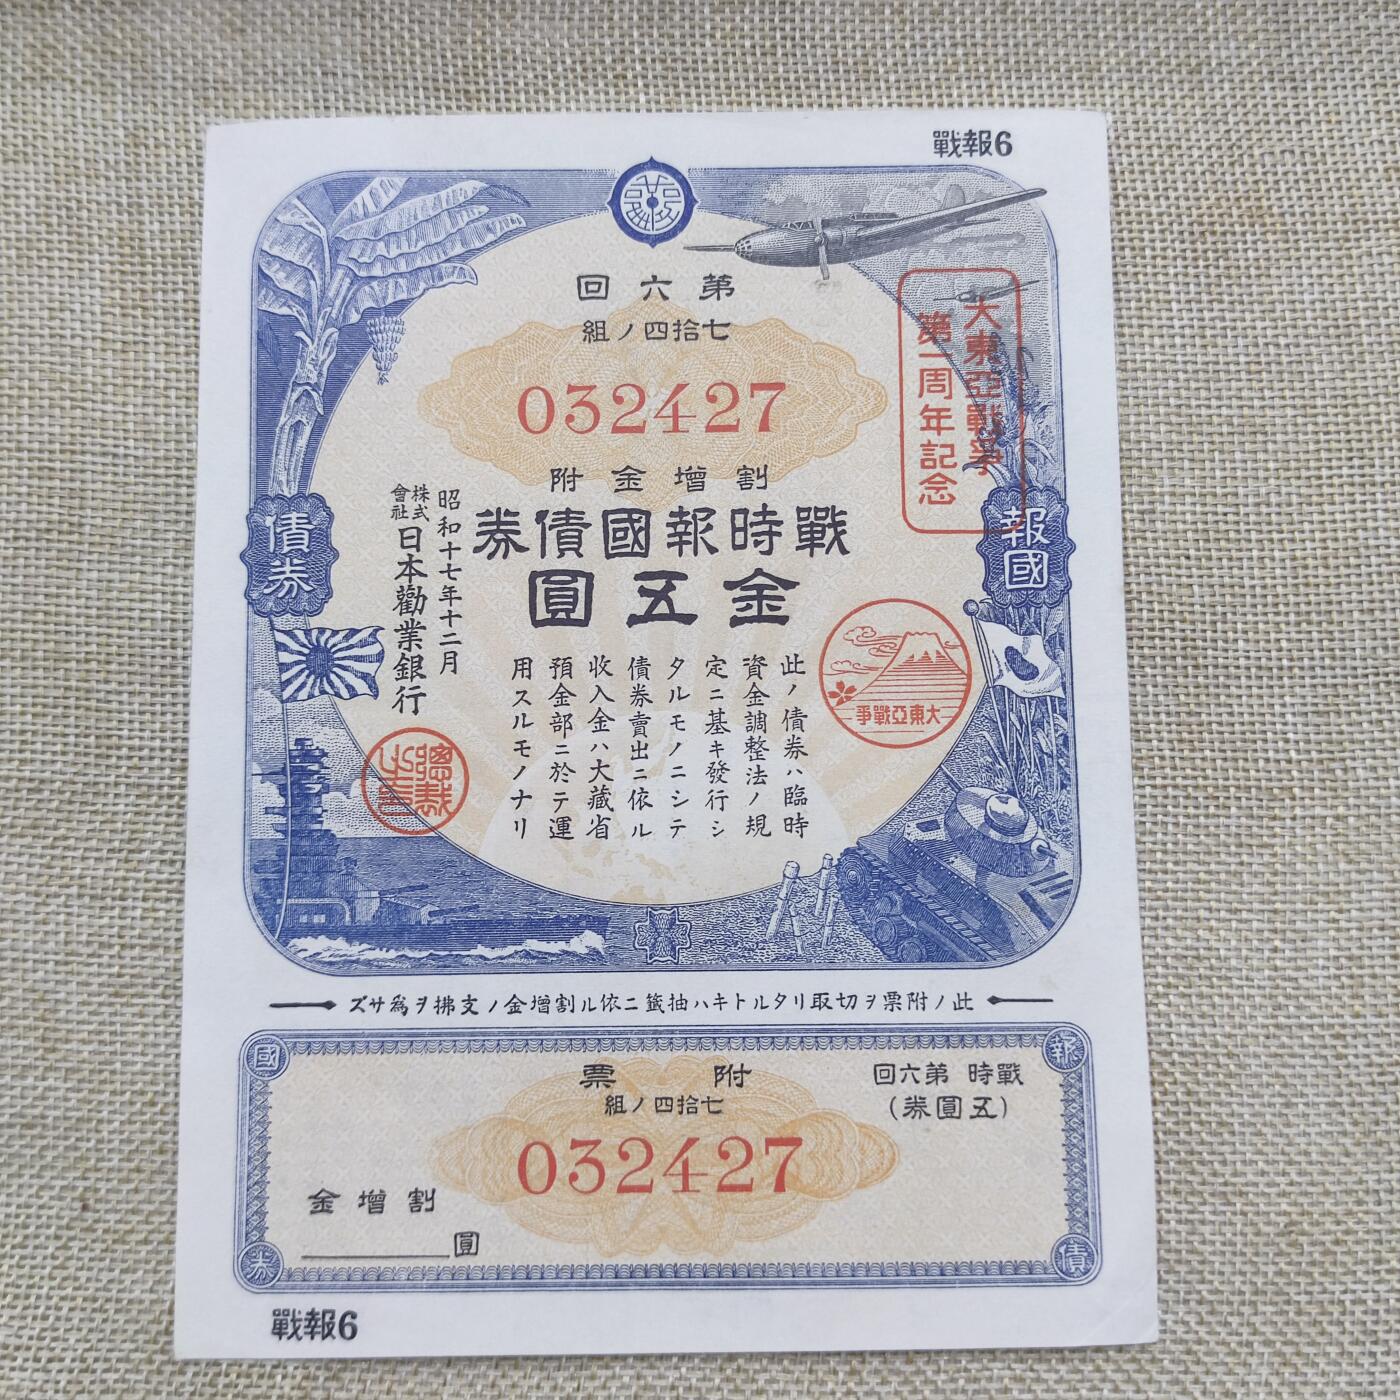 戰報6
第六回
七拾四ノ組
032427
大東亞戰爭
第一周年記念
割增金附
戰時報國債券
金五圓
報國
債券
此ノ債券ハ臨時
資金調整法ノ規
定ニ基キ發行シ
タルモノニシテ
債券賣出ニ依ル
收入金ハ大藏省
預金部ニ於テ運
用スルモノナリ
昭和十七年十二月
株式會社日本勸業銀行
大東亞戰爭
此ノ附票ヲ切取リタルトキハ抽籤ニ依ル割增金ノ支拂ヲ爲サズ
戰時 第六回
(五圓券)
附票
七拾四ノ組
032427
割增金
圓
報
國
債
券
戰報6